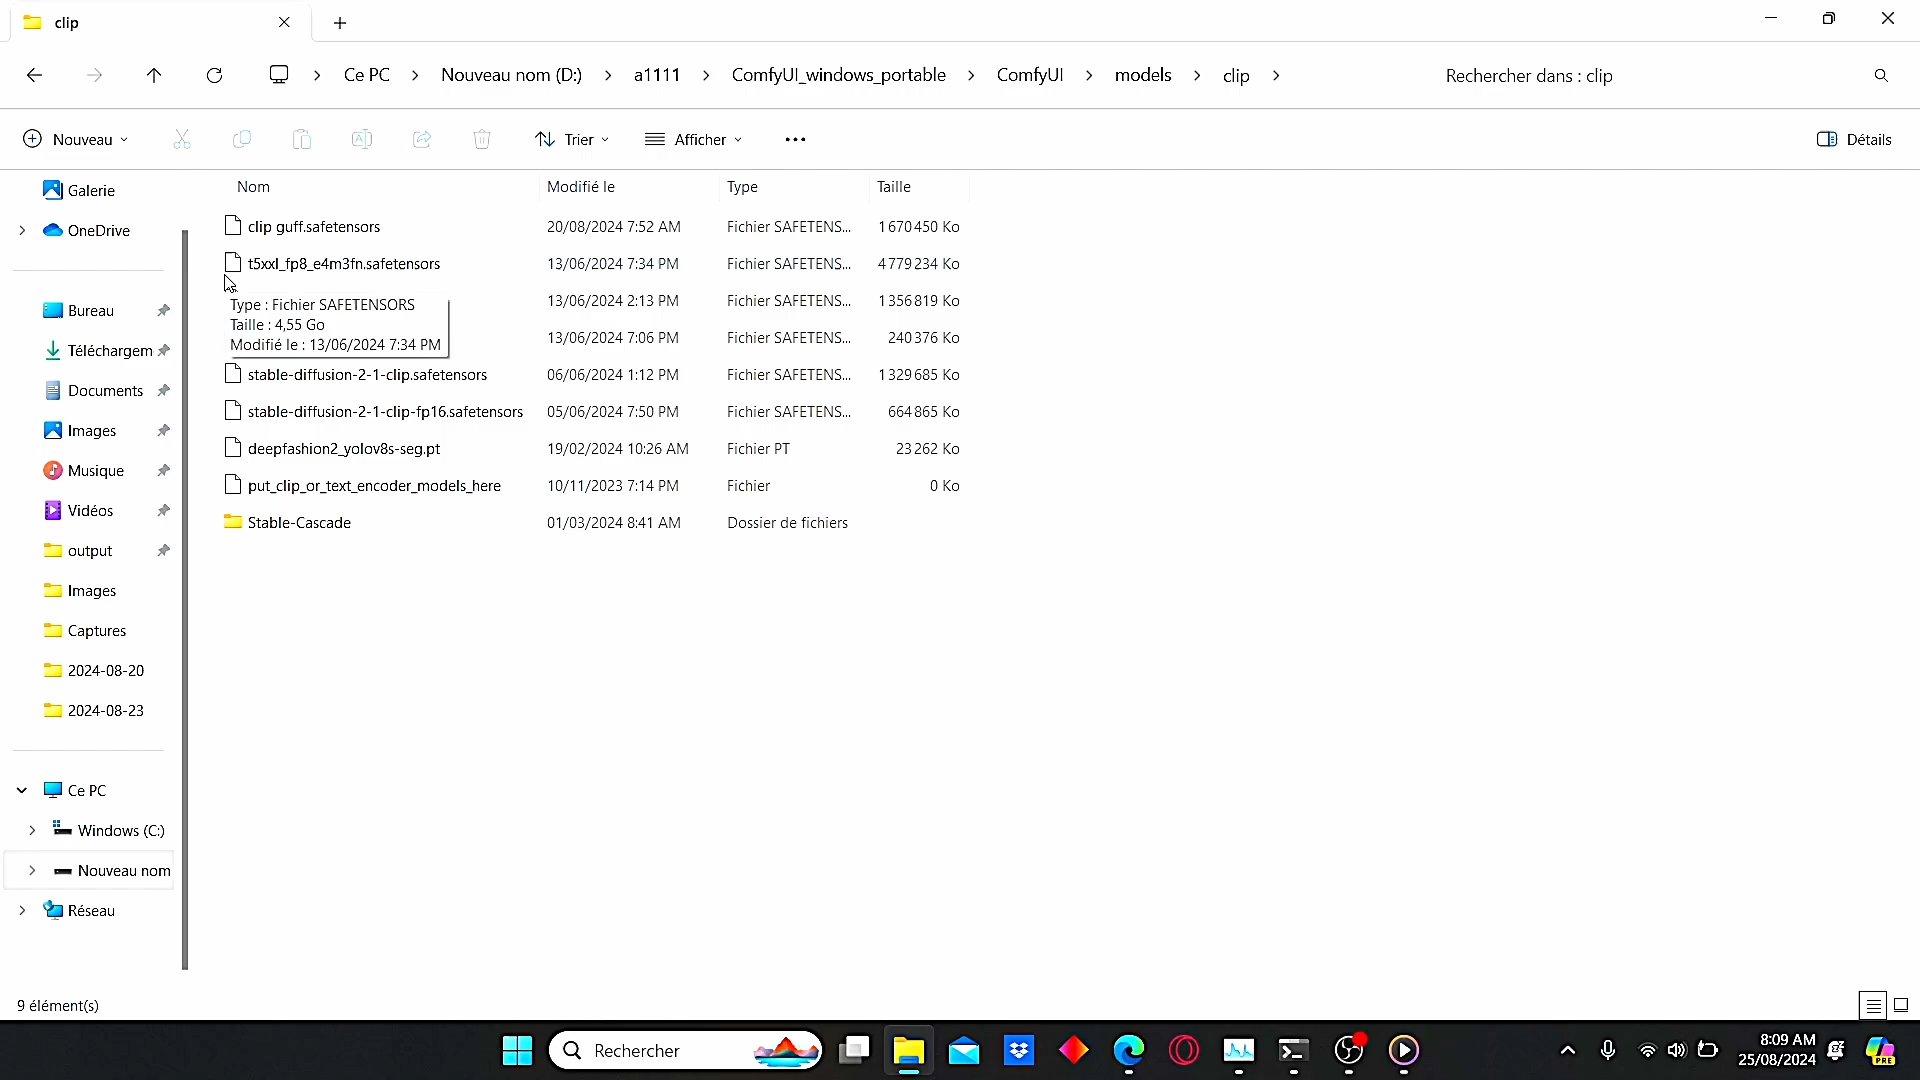 clip
Ce PC
Nouveau nom (D:)
a1111
ComfyUI_windows_portable
ComfyUI
models
clip
Rechercher dans : clip
Nouveau
Trier
Afficher
Détails
Nom Modifié le Type Taille
clip guff.safetensors 20/08/2024 7:52 AM Fichier SAFETENS... 1 670 450 Ko
t5xxl_fp8_e4m3fn.safetensors 13/06/2024 7:34 PM Fichier SAFETENS... 4 779 234 Ko
13/06/2024 2:13 PM Fichier SAFETENS... 1 356 819 Ko
13/06/2024 7:06 PM Fichier SAFETENS... 240 376 Ko
Type : Fichier SAFETENSORS
Taille : 4,55 Go
Modifié le : 13/06/2024 7:34 PM
stable-diffusion-2-1-clip.safetensors 06/06/2024 1:12 PM Fichier SAFETENS... 1 329 685 Ko
stable-diffusion-2-1-clip-fp16.safetensors 05/06/2024 7:50 PM Fichier SAFETENS... 664 865 Ko
deepfashion2_yolov8s-seg.pt 19/02/2024 10:26 AM Fichier PT 23 262 Ko
put_clip_or_text_encoder_models_here 10/11/2023 7:14 PM Fichier 0 Ko
Stable-Cascade 01/03/2024 8:41 AM Dossier de fichiers
Galerie
OneDrive
Bureau
Téléchargem
Documents
Images
Musique
Vidéos
output
Images
Captures
2024-08-20
2024-08-23
Ce PC
Windows (C:)
Nouveau nom
Réseau
9 élément(s)
Rechercher
8:09 AM
25/08/2024
PRE